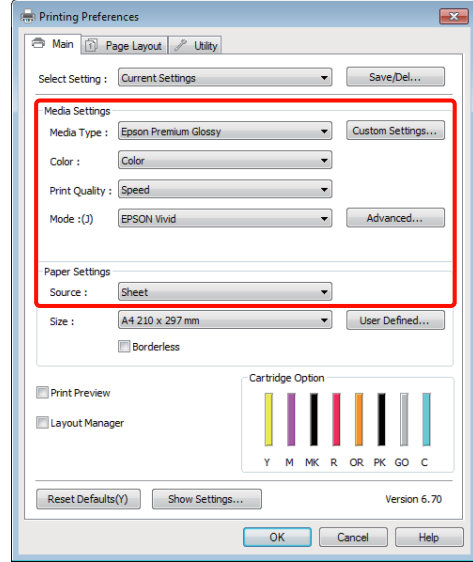 Printing Preferences
Main Page Layout Utility
Select Setting : Current Settings Save/Del...
Media Settings
Media Type : Epson Premium Glossy Custom Settings...
Color : Color
Print Quality : Speed
Mode :(J) EPSON Vivid Advanced...
Paper Settings
Source : Sheet
Size : A4 210 x 297 mm User Defined...
Borderless
Print Preview
Layout Manager
Cartridge Option
Y M MK R OR PK GO C
Reset Defaults(Y) Show Settings... Version 6.70
OK Cancel Help